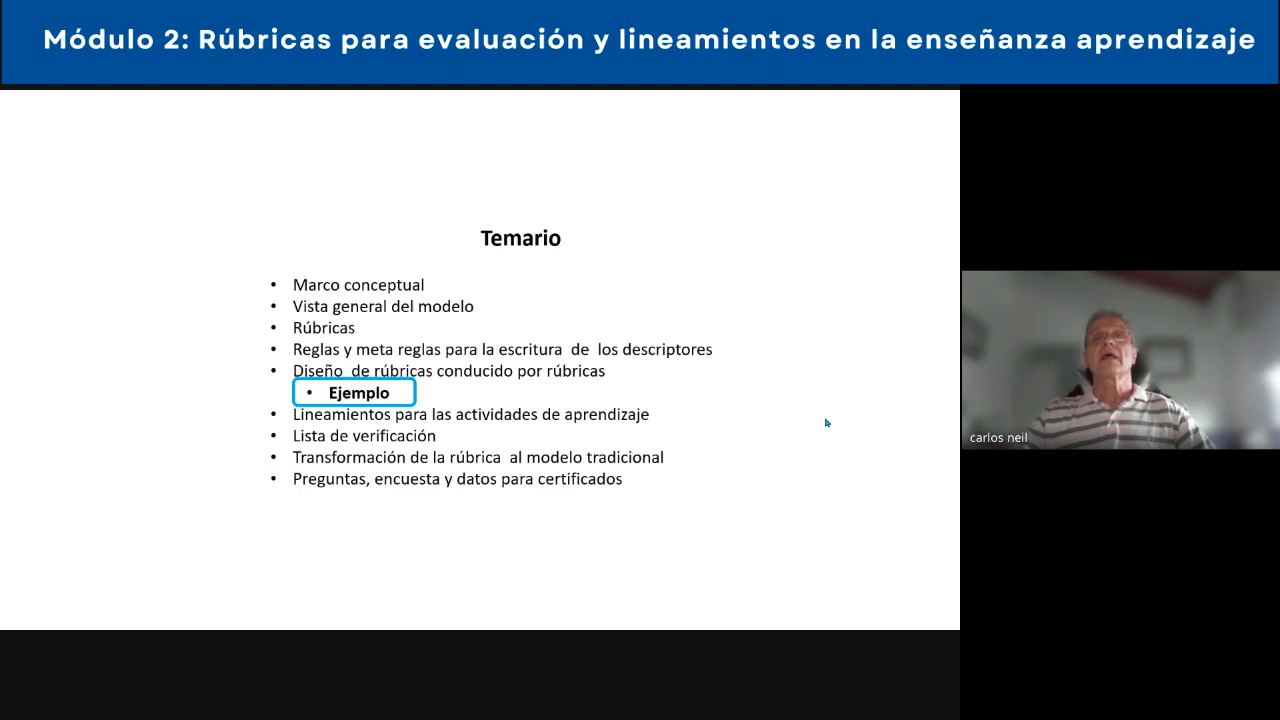 Módulo 2: Rúbricas para evaluación y lineamientos en la enseñanza aprendizaje
Temario
• Marco conceptual
• Vista general del modelo
• Rúbricas
• Reglas y meta reglas para la escritura de los descriptores
• Diseño de rúbricas conducido por rúbricas
• Ejemplo
• Lineamientos para las actividades de aprendizaje
• Lista de verificación
• Transformación de la rúbrica al modelo tradicional
• Preguntas, encuesta y datos para certificados
carlos neil